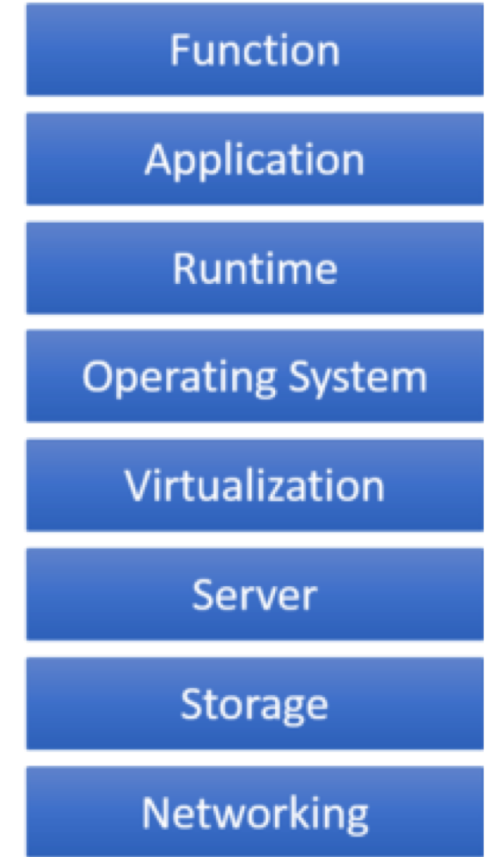 Function
Application
Runtime
Operating System
Virtualization
Server
Storage
Networking